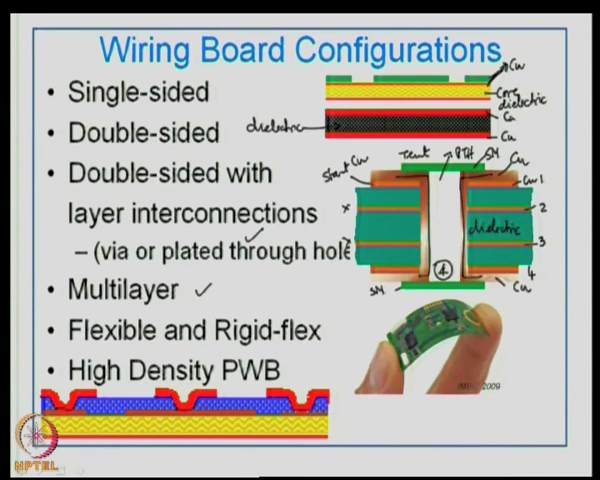 Wiring Board Configurations
• Single-sided
• Double-sided
• Double-sided with
layer interconnections
– (via or plated through hole
• Multilayer
• Flexible and Rigid-flex
• High Density PWB
Cu
Core
dielectric
Cu
Cu
dielectric
Tent
PTH
SM
Cu
start Cu
Cu 1
2
dielectric
3
4
4
SM
Cu
2009
NPTEL